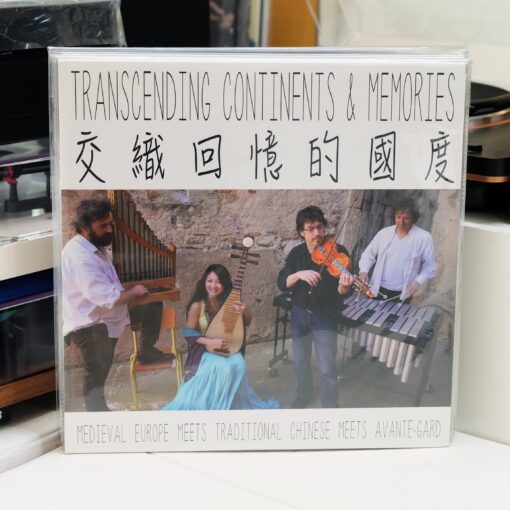 TRANSCENDING CONTINENTS & MEMORIES
交織回憶的國度
MEDIEVAL EUROPE MEETS TRADITIONAL CHINESE MEETS AVANTE-GARD